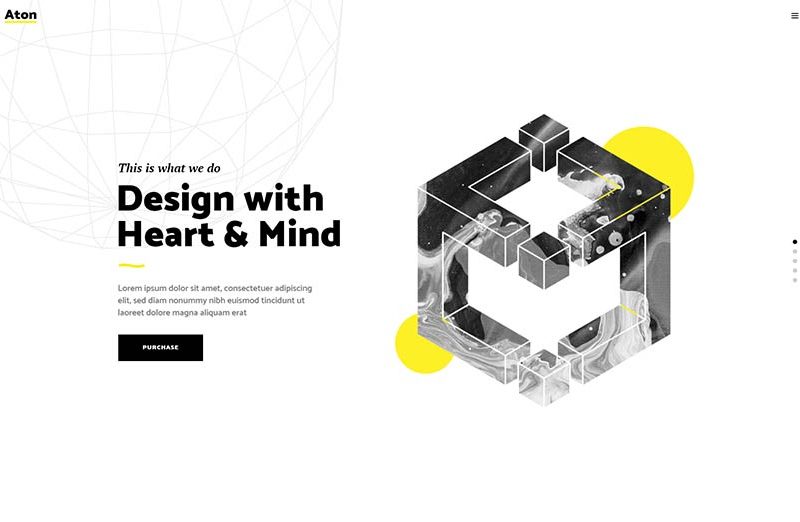 Aton
This is what we do
Design with
Heart & Mind
Lorem ipsum dolor sit amet, consectetuer adipiscing
elit, sed diam nonummy nibh euismod tincidunt ut
laoreet dolore magna aliquam erat
PURCHASE